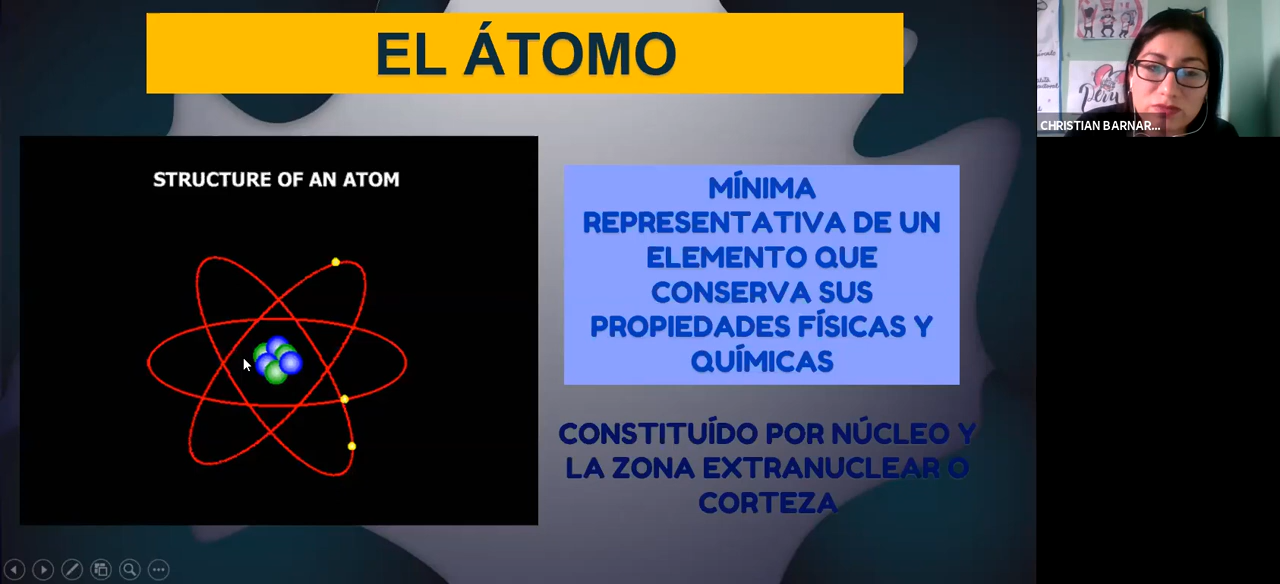 EL ÁTOMO
STRUCTURE OF AN ATOM
MÍNIMA
REPRESENTATIVA DE UN
ELEMENTO QUE
CONSERVA SUS
PROPIEDADES FÍSICAS Y
QUÍMICAS
CONSTITUÍDO POR NÚCLEO Y
LA ZONA EXTRANUCLEAR O
CORTEZA
Perú
CHRISTIAN BARNAR...